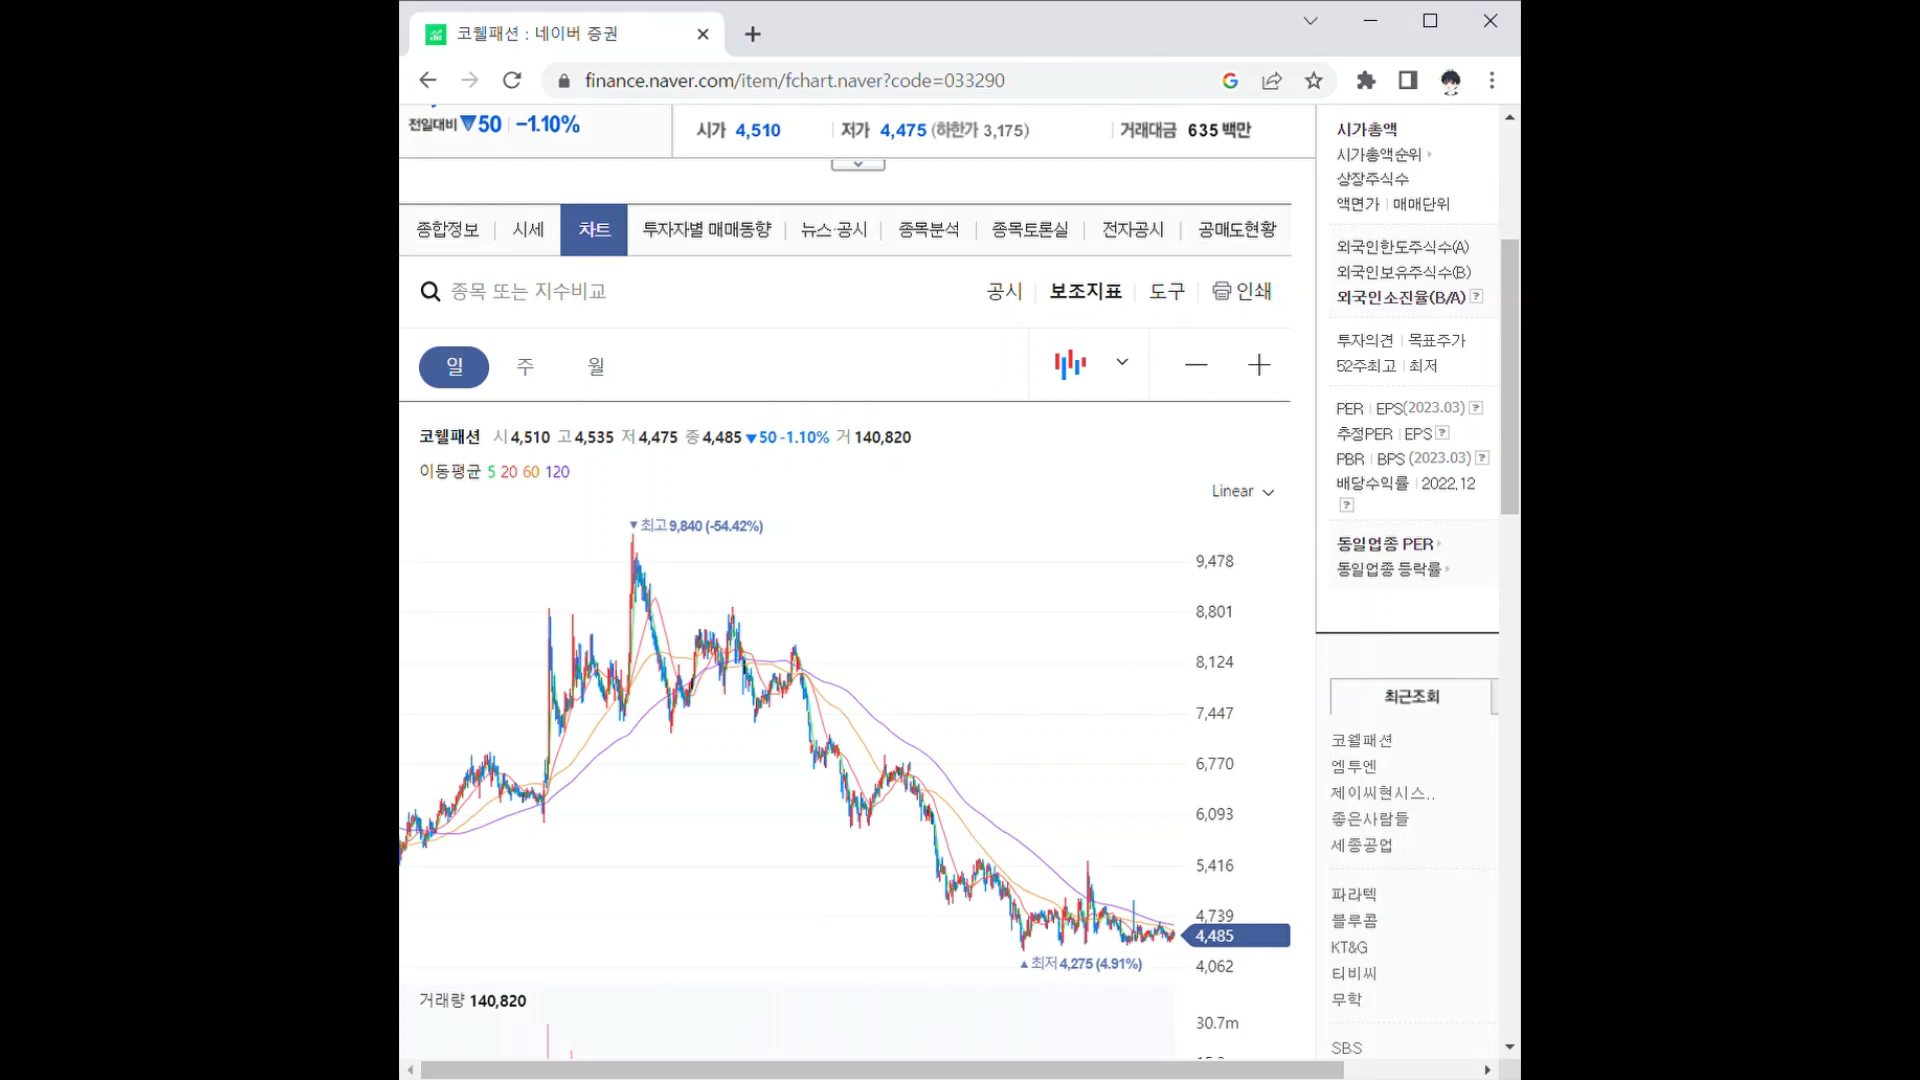 코웰패션 : 네이버 증권
finance.naver.com/item/fchart.naver?code=033290
전일대비 ▼50 -1.10%
시가 4,510 저가 4,475 (하한가 3,175) 거래대금 635 백만
종합정보 시세 차트 투자자별 매매동향 뉴스·공시 종목분석 종목토론실 전자공시 공매도현황
종목 또는 지수비교 공시 보조지표 도구 인쇄
일 주 월
코웰패션 시 4,510 고 4,535 저 4,475 종 4,485 ▼50 -1.10% 거 140,820
이동평균 5 20 60 120
Linear
▼최고 9,840 (-54.42%)
9,478
8,801
8,124
7,447
6,770
6,093
5,416
4,739
4,485
▲최저 4,275 (4.91%)
4,062
거래량 140,820
30.7m
시가총액
시가총액순위
상장주식수
액면가 매매단위
외국인한도주식수(A)
외국인보유주식수(B)
외국인소진율(B/A) ?
투자의견 목표주가
52주최고 최저
PER EPS(2023.03) ?
추정PER EPS ?
PBR BPS (2023.03) ?
배당수익률 2022.12
?
동일업종 PER
동일업종 등락률
최근조회
코웰패션
엠투엔
제이씨현시스..
좋은사람들
세종공업
파라텍
블루콤
KT&G
티비씨
무학
SBS